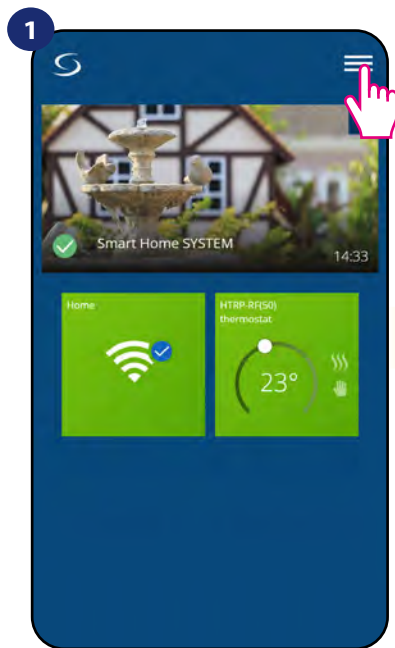 1
Smart Home SYSTEM
14:33
Home
HTRP-RF(50)
thermostat
23°